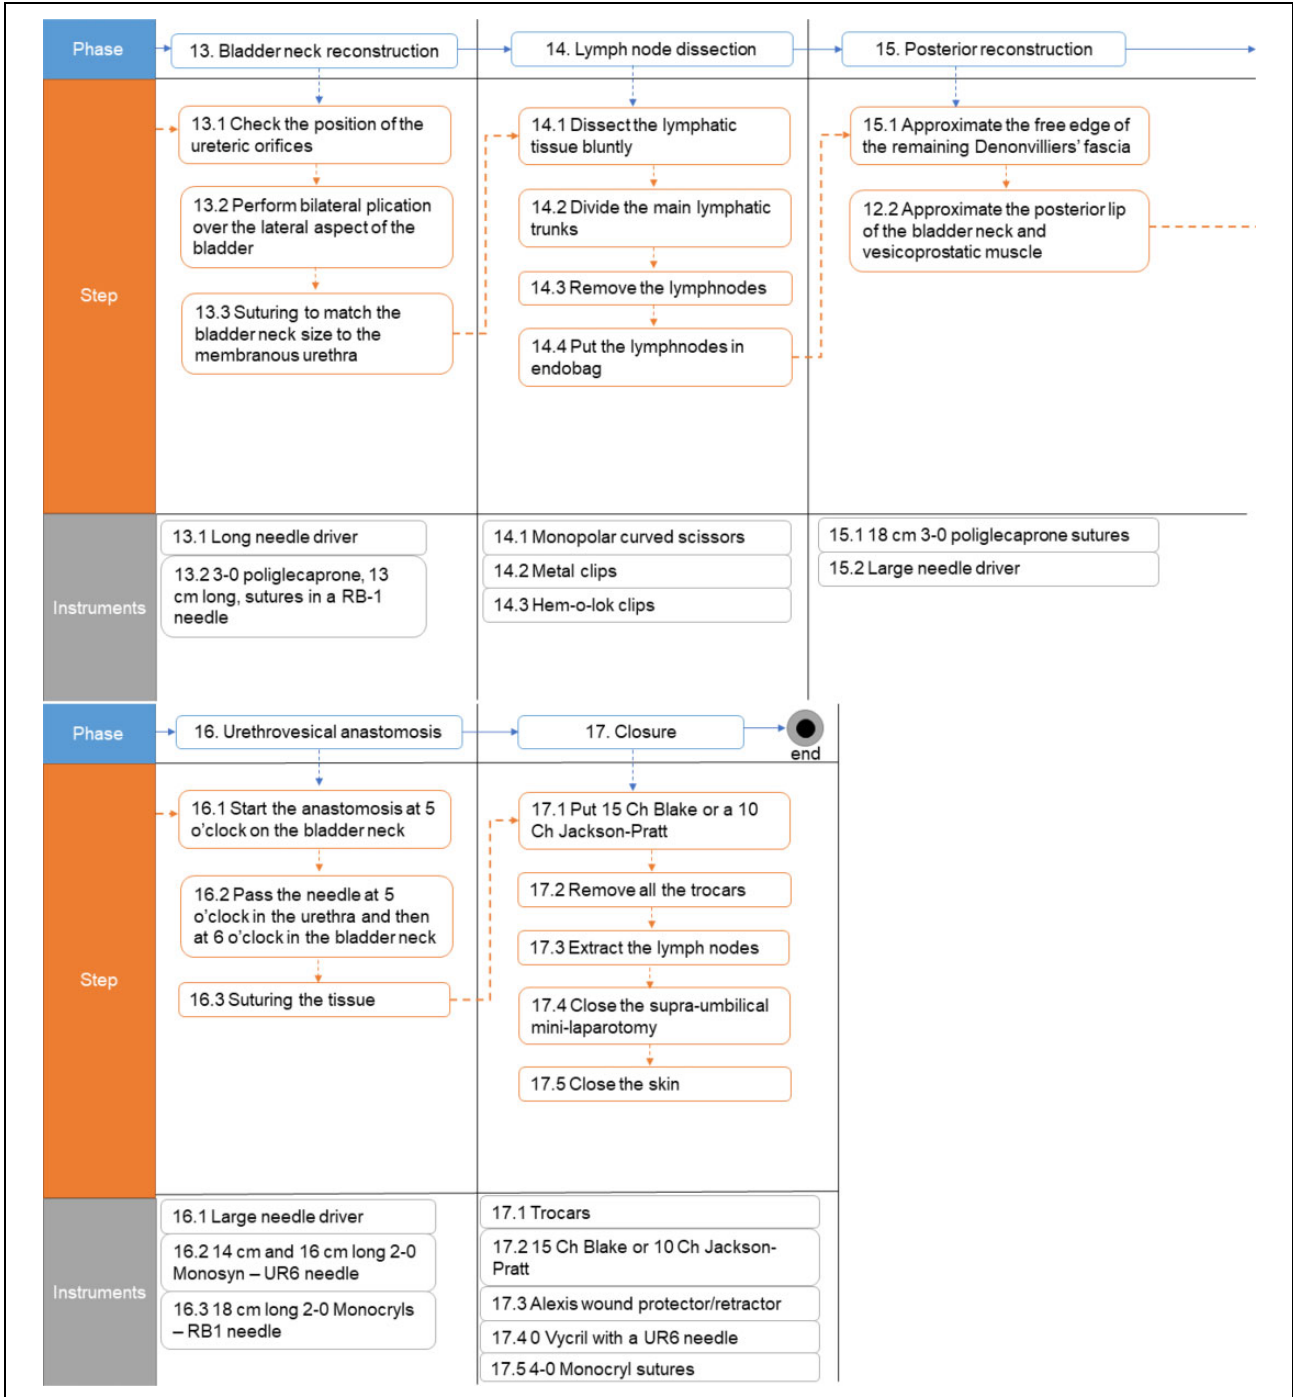 Phase
13. Bladder neck reconstruction
14. Lymph node dissection
15. Posterior reconstruction
Step
13.1 Check the position of the
ureteric orifices
13.2 Perform bilateral plication
over the lateral aspect of the
bladder
13.3 Suturing to match the
bladder neck size to the
membranous urethra
14.1 Dissect the lymphatic
tissue bluntly
14.2 Divide the main lymphatic
trunks
14.3 Remove the lymphnodes
14.4 Put the lymphnodes in
endobag
15.1 Approximate the free edge of
the remaining Denonvilliers' fascia
12.2 Approximate the posterior lip
of the bladder neck and
vesicoprostatic muscle
Instruments
13.1 Long needle driver
13.2 3-0 poliglecaprone, 13
cm long, sutures in a RB-1
needle
14.1 Monopolar curved scissors
14.2 Metal clips
14.3 Hem-o-lok clips
15.1 18 cm 3-0 poliglecaprone sutures
15.2 Large needle driver
Phase
16. Urethrovesical anastomosis
17. Closure
end
Step
16.1 Start the anastomosis at 5
o'clock on the bladder neck
16.2 Pass the needle at 5
o'clock in the urethra and then
at 6 o'clock in the bladder neck
16.3 Suturing the tissue
17.1 Put 15 Ch Blake or a 10
Ch Jackson-Pratt
17.2 Remove all the trocars
17.3 Extract the lymph nodes
17.4 Close the supra-umbilical
mini-laparotomy
17.5 Close the skin
Instruments
16.1 Large needle driver
16.2 14 cm and 16 cm long 2-0
Monosyn – UR6 needle
16.3 18 cm long 2-0 Monocryls
– RB1 needle
17.1 Trocars
17.2 15 Ch Blake or 10 Ch Jackson-
Pratt
17.3 Alexis wound protector/retractor
17.4 0 Vycril with a UR6 needle
17.5 4-0 Monocryl sutures